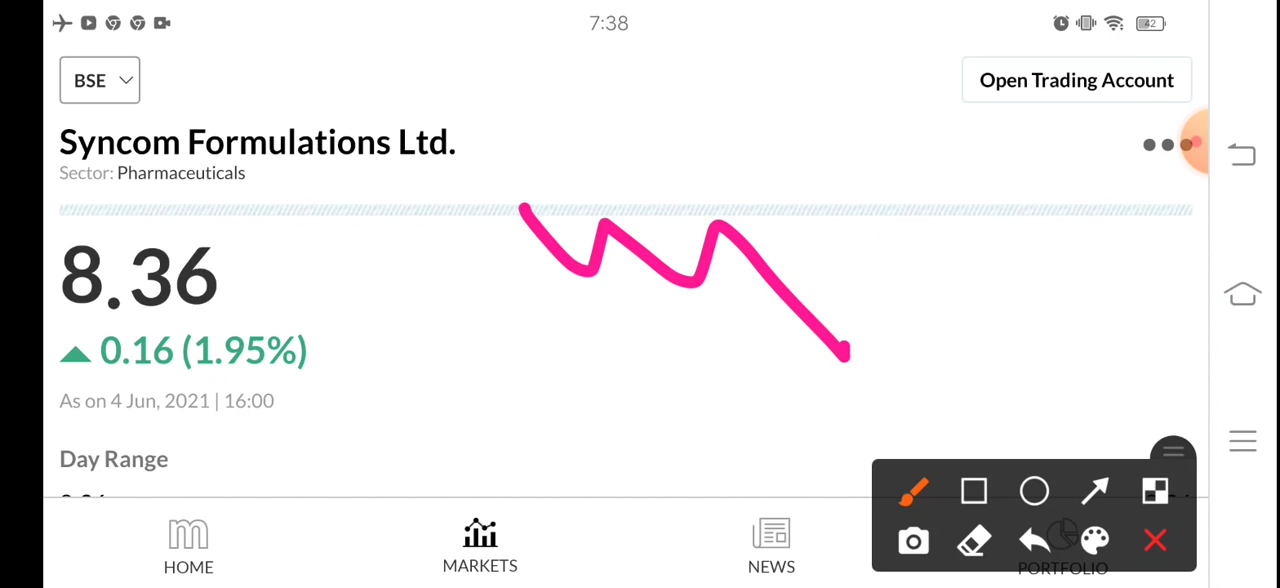 7:38
42
BSE
Open Trading Account
Syncom Formulations Ltd.
Sector: Pharmaceuticals
8.36
0.16 (1.95%)
As on 4 Jun, 2021 | 16:00
Day Range
HOME
MARKETS
NEWS
PORTFOLIO